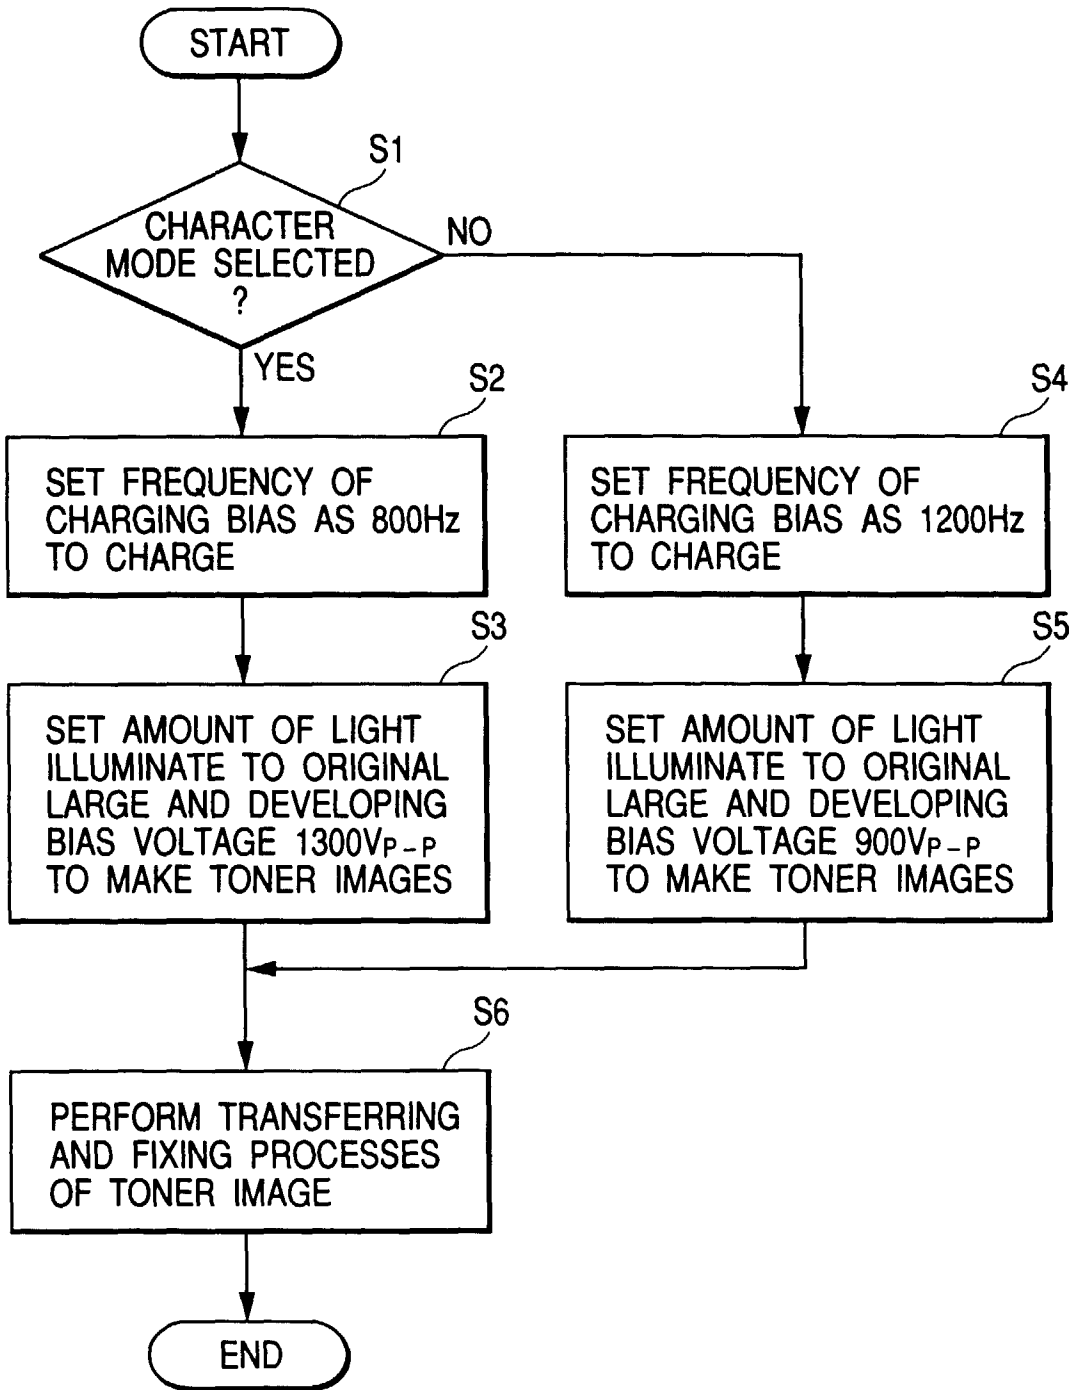 START
S1
CHARACTER
MODE SELECTED
?
NO
YES
S2
SET FREQUENCY OF
CHARGING BIAS AS 800Hz
TO CHARGE
S4
SET FREQUENCY OF
CHARGING BIAS AS 1200Hz
TO CHARGE
S3
SET AMOUNT OF LIGHT
ILLUMINATE TO ORIGINAL
LARGE AND DEVELOPING
BIAS VOLTAGE 1300VP-P
TO MAKE TONER IMAGES
S5
SET AMOUNT OF LIGHT
ILLUMINATE TO ORIGINAL
LARGE AND DEVELOPING
BIAS VOLTAGE 900VP-P
TO MAKE TONER IMAGES
S6
PERFORM TRANSFERRING
AND FIXING PROCESSES
OF TONER IMAGE
END